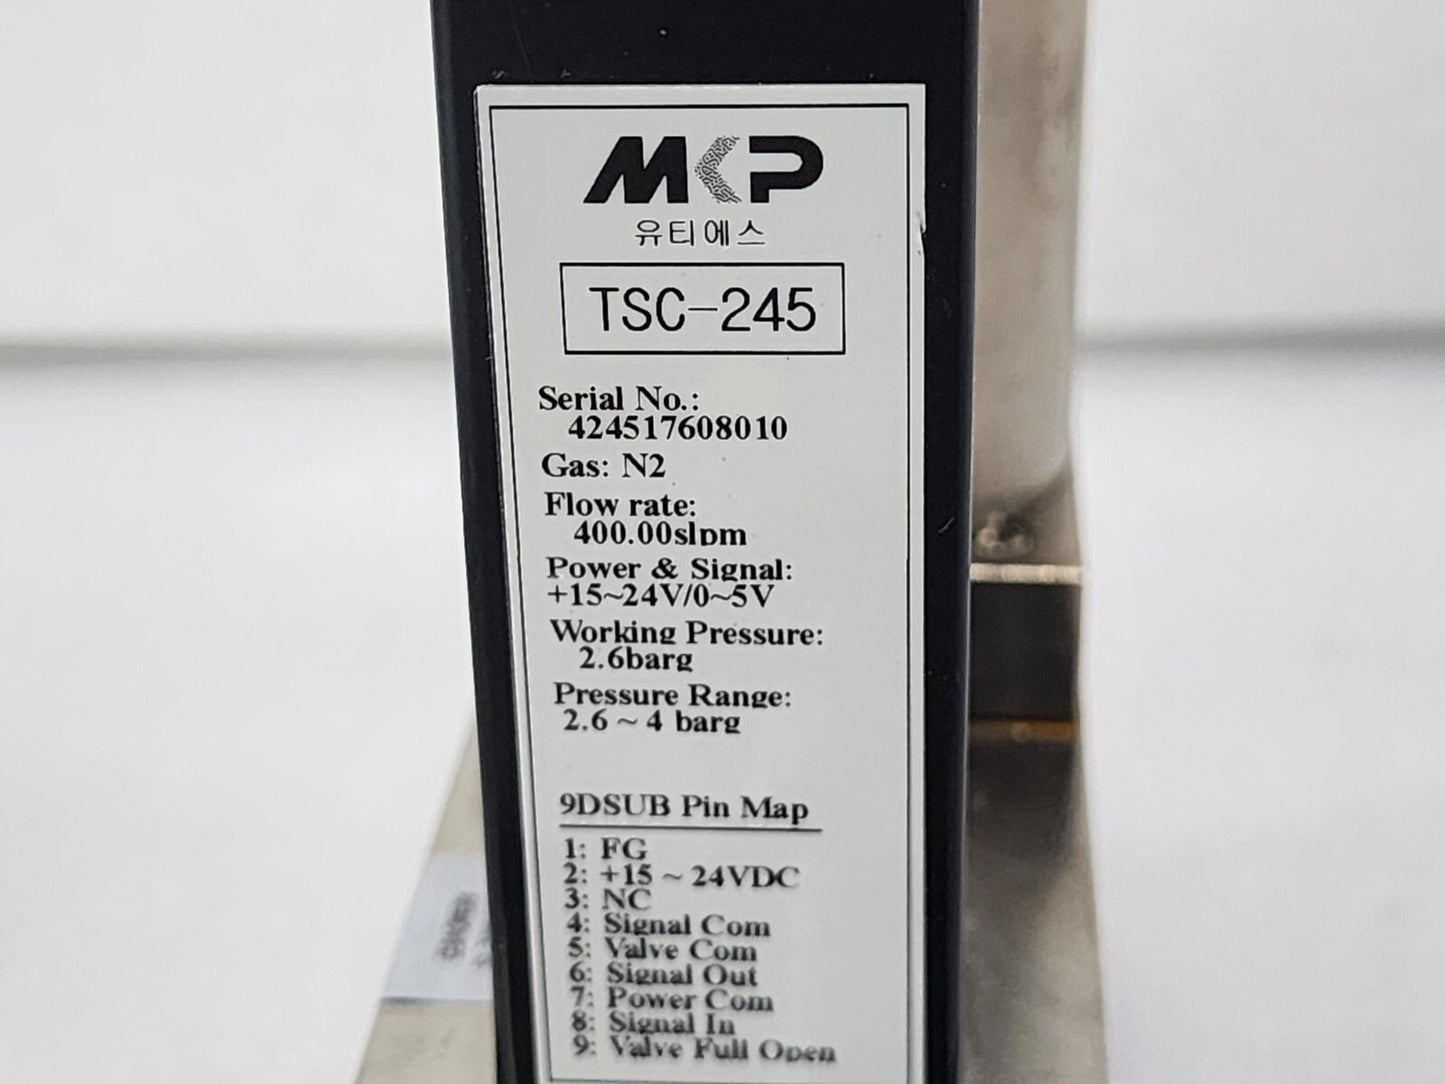 MKP
유티에스
TSC-245
Serial No.:
424517608010
Gas: N2
Flow rate:
400.00slpm
Power & Signal:
+15~24V/0~5V
Working Pressure:
2.6barg
Pressure Range:
2.6 ~ 4 barg
9DSUB Pin Map
1: FG
2: +15 ~ 24VDC
3: NC
4: Signal Com
5: Valve Com
6: Signal Out
7: Power Com
8: Signal In
9: Valve Full Open